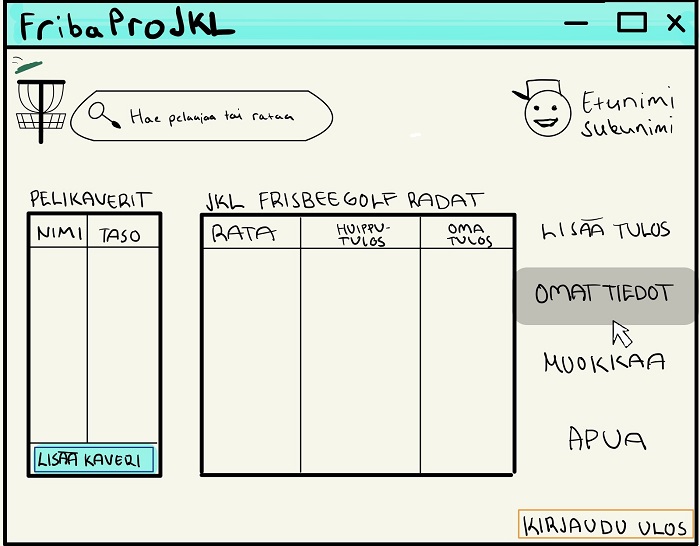 FribaProJKL
Hae pelaajaa tai rataa
Etunimi
Sukunimi
PELIKAVERIT
NIMI TASO
LISÄÄ KAVERI
JKL FRISBEEGOLF RADAT
RATA HUIPPU- OMA
TULOS TULOS
LISÄÄ TULOS
OMAT TIEDOT
MUOKKAA
APUA
KIRJAUDU ULOS